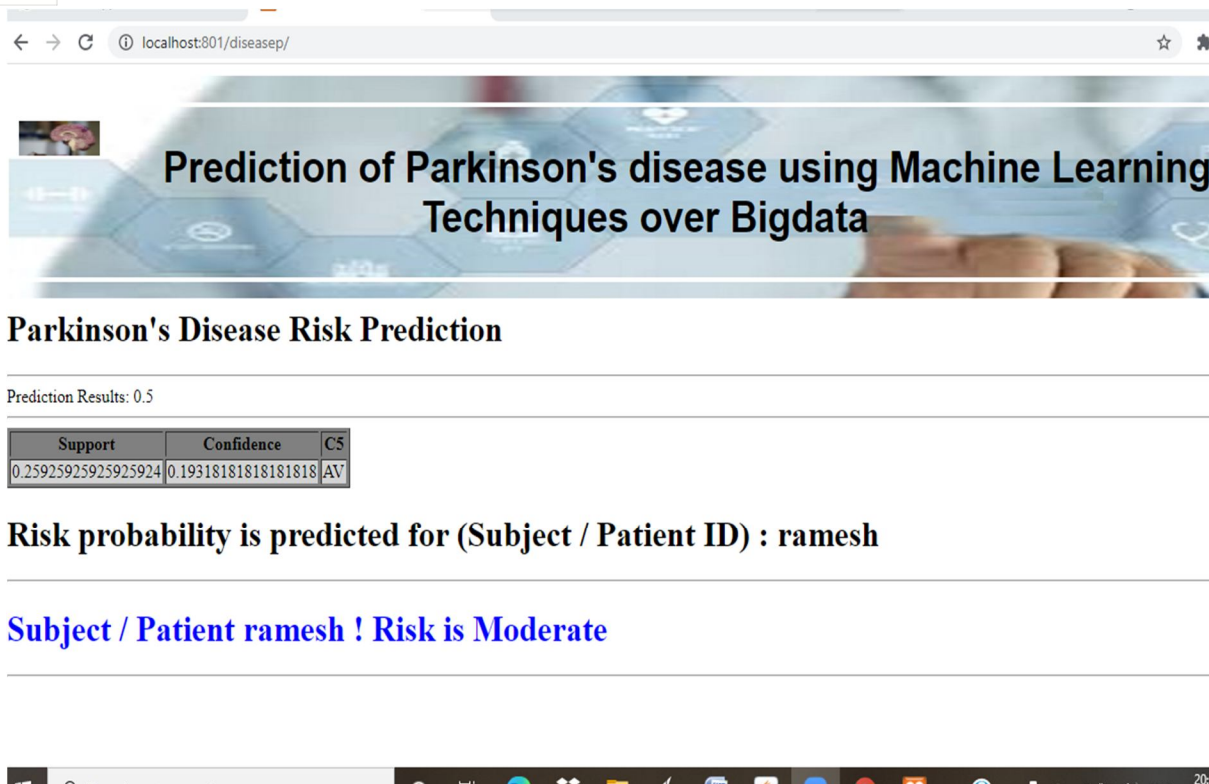 localhost:801/diseasep/
Prediction of Parkinson's disease using Machine Learning
Techniques over Bigdata
Parkinson's Disease Risk Prediction
Prediction Results: 0.5
Support Confidence C5
0.25925925925925924 0.19318181818181818 AV
Risk probability is predicted for (Subject / Patient ID) : ramesh
Subject / Patient ramesh ! Risk is Moderate